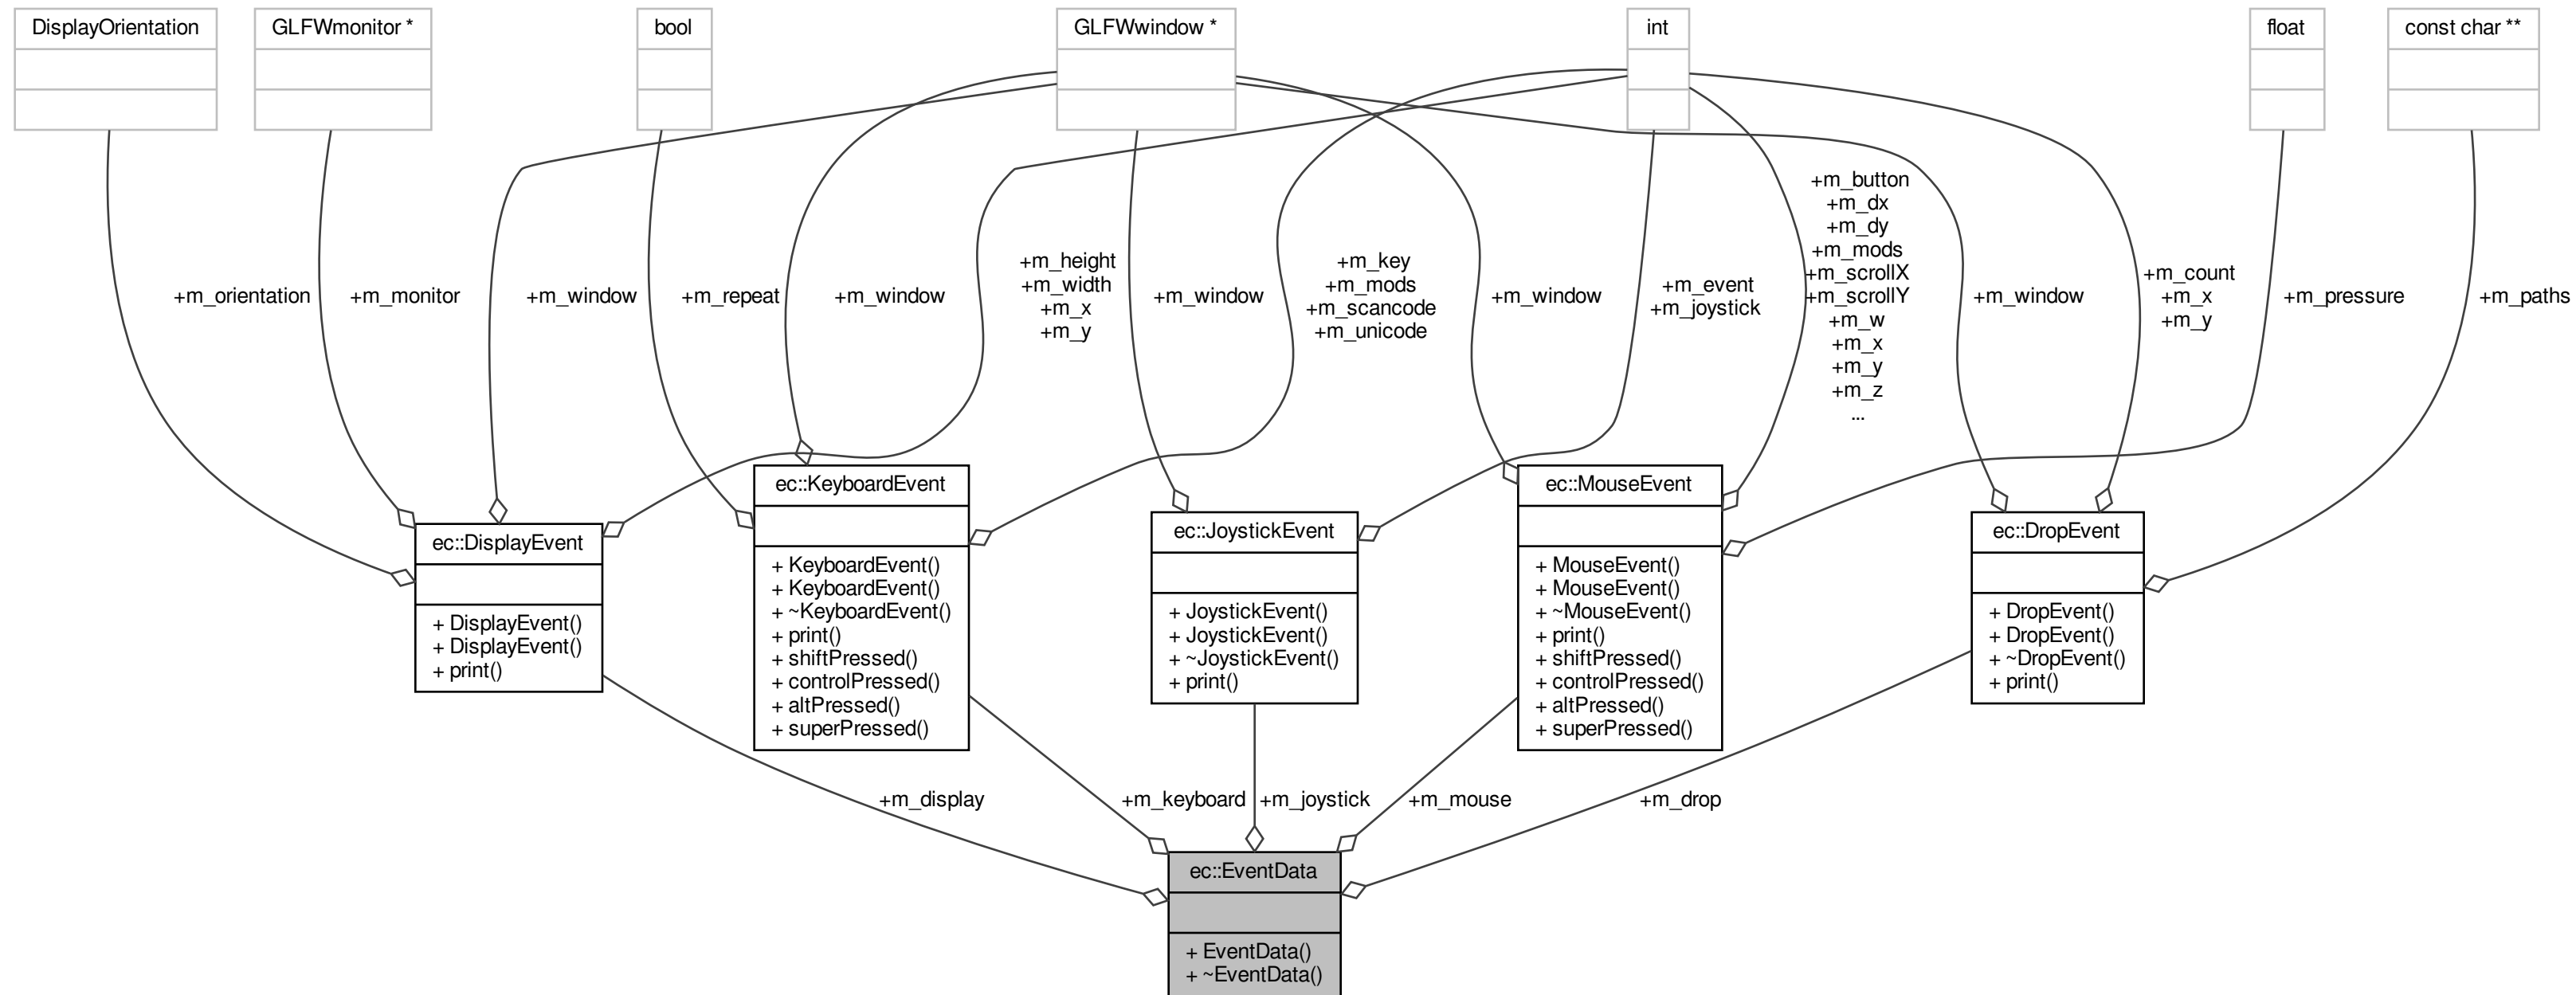 DisplayOrientation
GLFWmonitor *
bool
GLFWwindow *
int
float
const char **
+m_orientation
+m_monitor
+m_window
+m_repeat
+m_window
+m_height
+m_width
+m_x
+m_y
+m_window
+m_key
+m_mods
+m_scancode
+m_unicode
+m_window
+m_event
+m_joystick
+m_button
+m_dx
+m_dy
+m_mods
+m_scrollX
+m_scrollY
+m_w
+m_x
+m_y
+m_z
...
+m_window
+m_count
+m_x
+m_y
+m_pressure
+m_paths
ec::DisplayEvent
+ DisplayEvent()
+ DisplayEvent()
+ print()
ec::KeyboardEvent
+ KeyboardEvent()
+ KeyboardEvent()
+ ~KeyboardEvent()
+ print()
+ shiftPressed()
+ controlPressed()
+ altPressed()
+ superPressed()
ec::JoystickEvent
+ JoystickEvent()
+ JoystickEvent()
+ ~JoystickEvent()
+ print()
ec::MouseEvent
+ MouseEvent()
+ MouseEvent()
+ ~MouseEvent()
+ print()
+ shiftPressed()
+ controlPressed()
+ altPressed()
+ superPressed()
ec::DropEvent
+ DropEvent()
+ DropEvent()
+ ~DropEvent()
+ print()
+m_display
+m_keyboard
+m_joystick
+m_mouse
+m_drop
ec::EventData
+ EventData()
+ ~EventData()